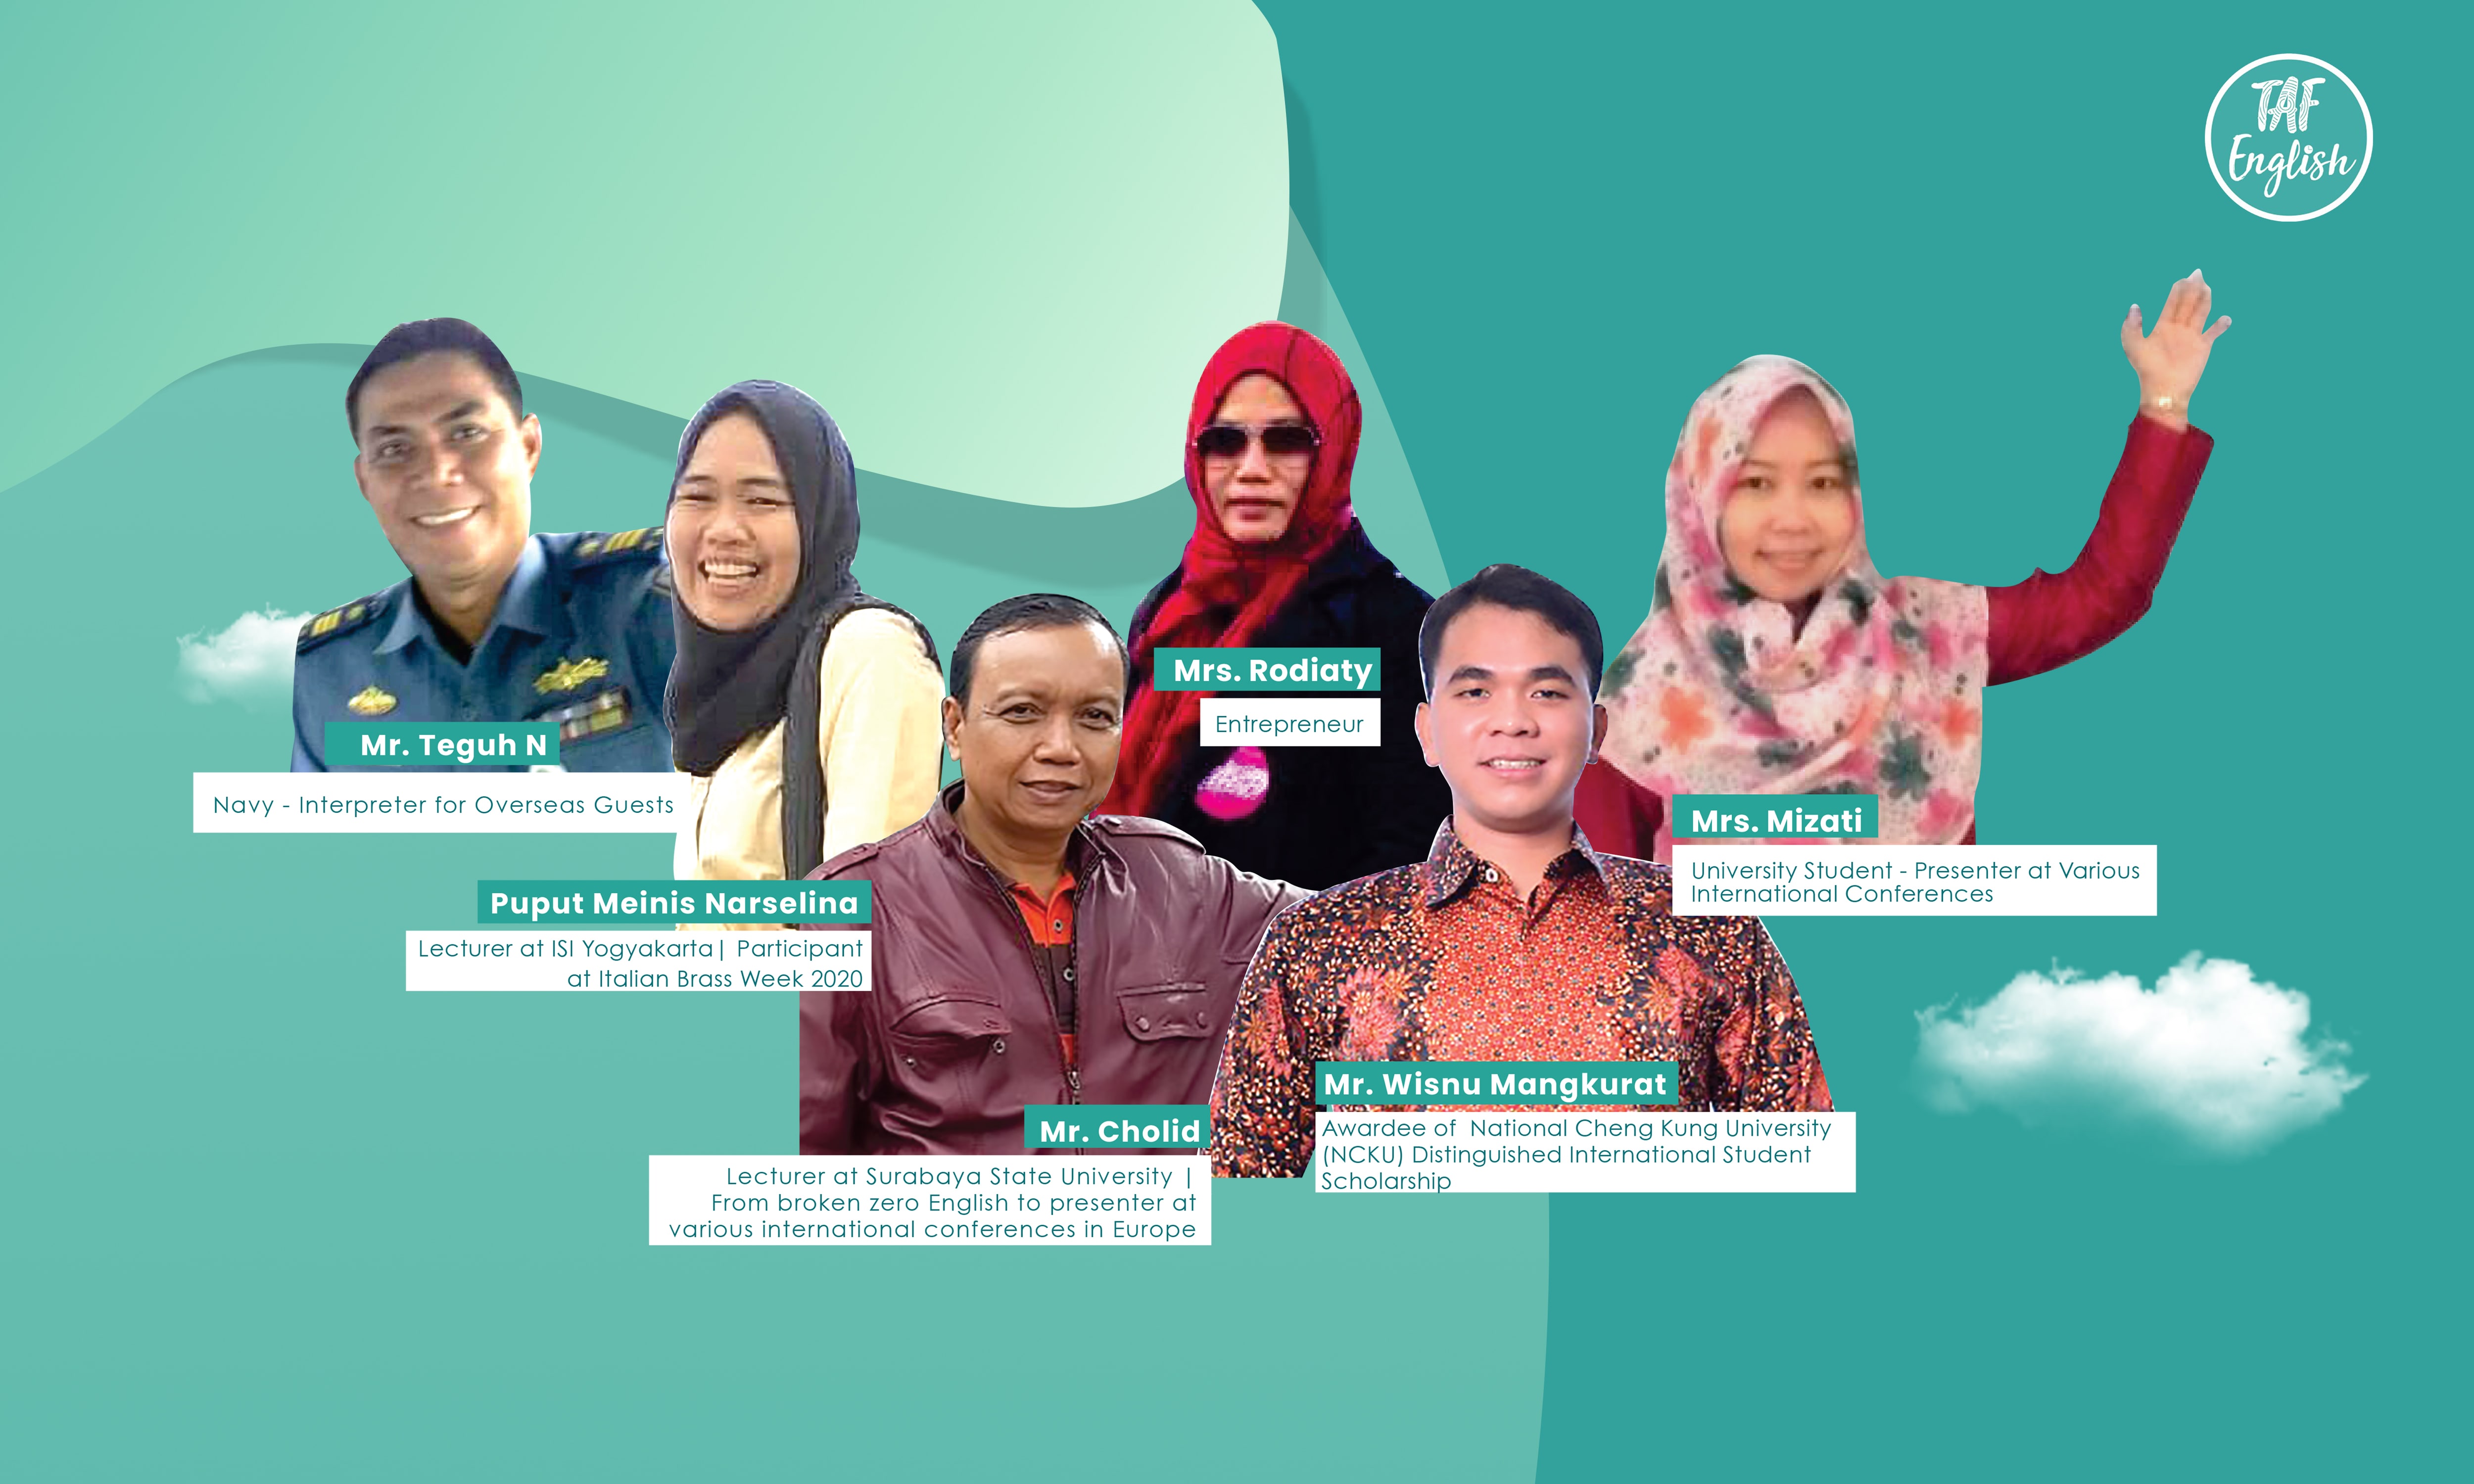 TAF
English
Mr. Teguh N
Navy - Interpreter for Overseas Guests
Puput Meinis Narselina
Lecturer at ISI Yogyakarta| Participant
at Italian Brass Week 2020
Mr. Cholid
Lecturer at Surabaya State University |
From broken zero English to presenter at
various international conferences in Europe
Mrs. Rodiaty
Entrepreneur
Mr. Wisnu Mangkurat
Awardee of  National Cheng Kung University
(NCKU) Distinguished International Student
Scholarship
Mrs. Mizati
University Student - Presenter at Various
International Conferences